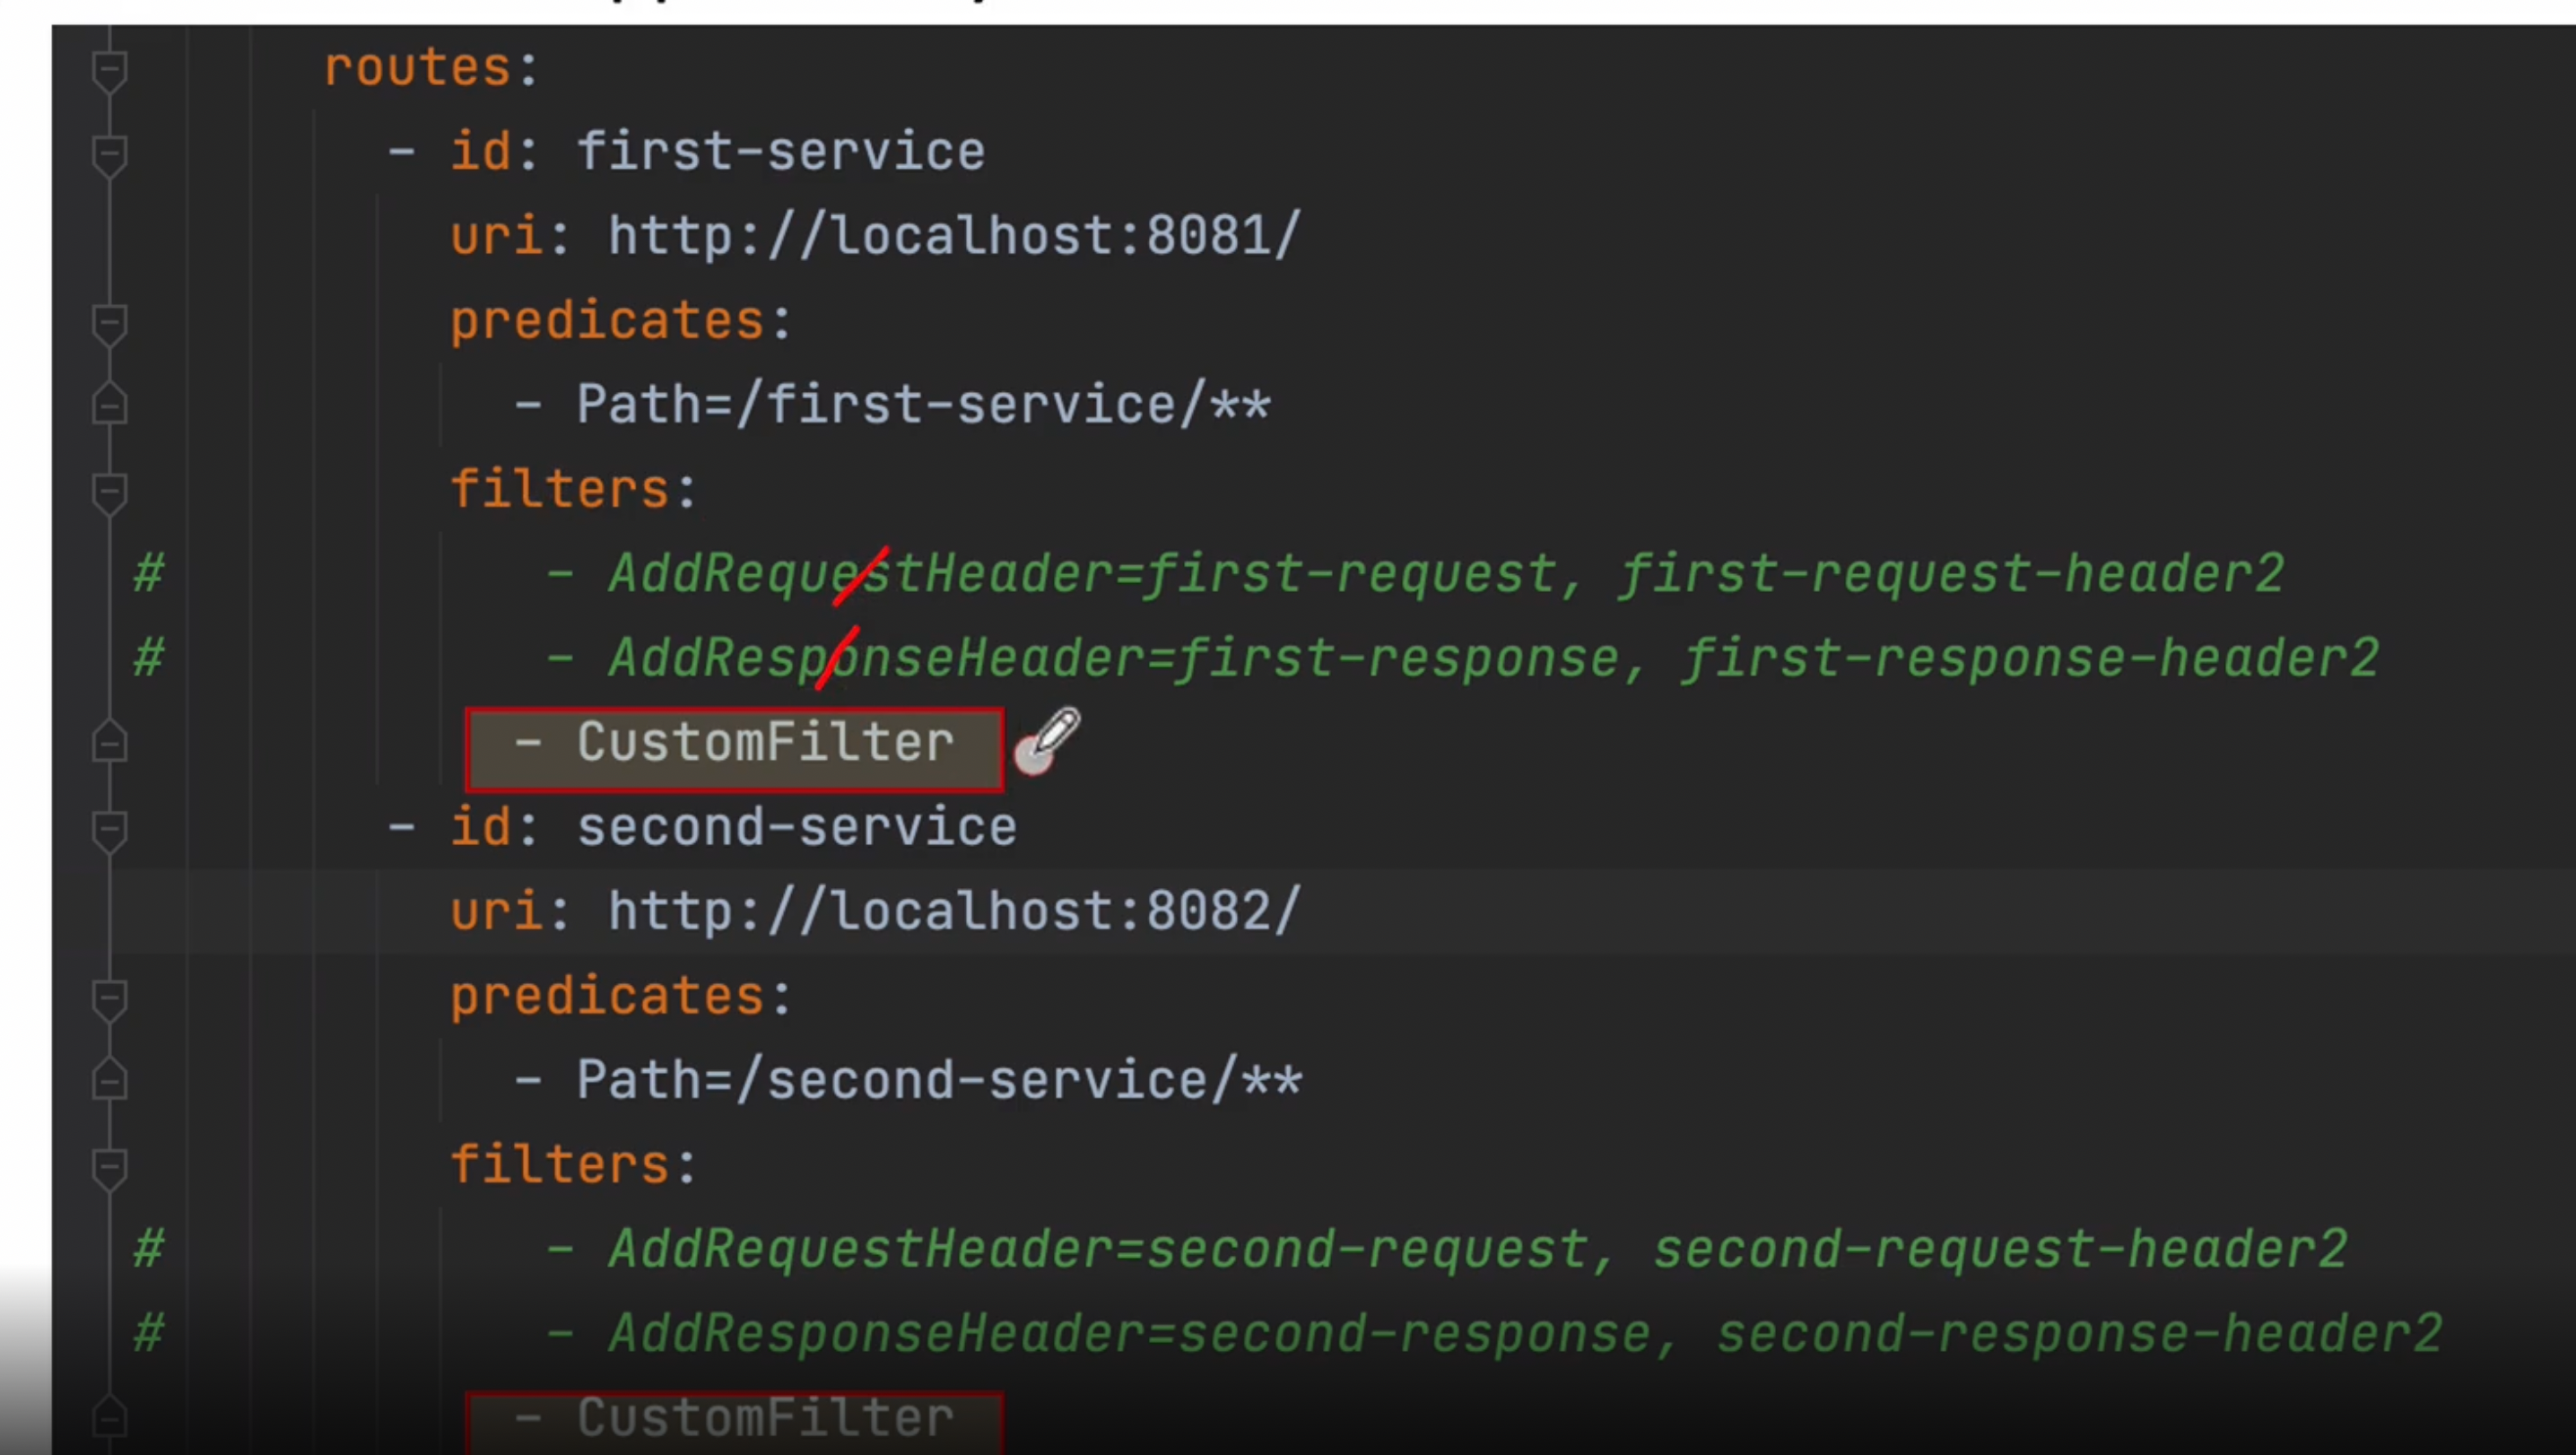 routes:
- id: first-service
uri: http://localhost:8081/
predicates:
- Path=/first-service/**
filters:
# - AddRequestHeader=first-request, first-request-header2
# - AddResponseHeader=first-response, first-response-header2
- CustomFilter
- id: second-service
uri: http://localhost:8082/
predicates:
- Path=/second-service/**
filters:
# - AddRequestHeader=second-request, second-request-header2
# - AddResponseHeader=second-response, second-response-header2
- CustomFilter